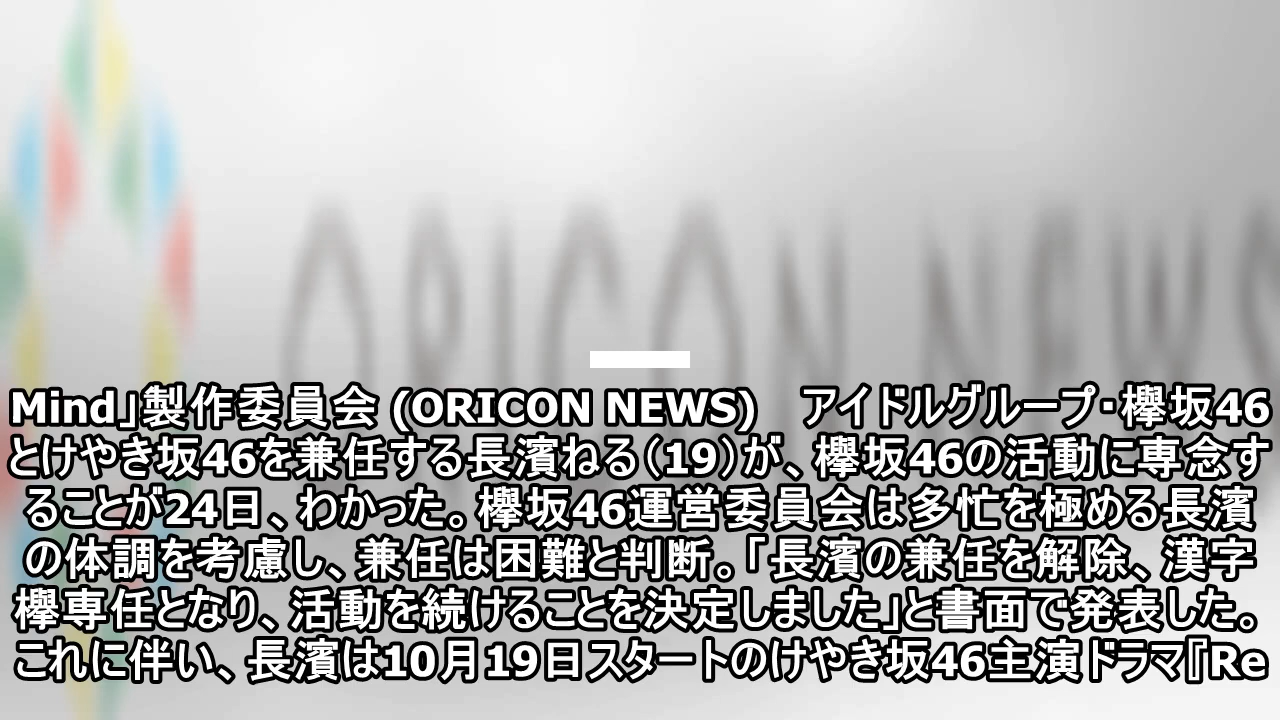 ORICON NEWS
Mind」製作委員会 (ORICON NEWS)　アイドルグループ・欅坂46
とけやき坂46を兼任する長濱ねる（19）が、欅坂46の活動に専念す
ることが24日、わかった。欅坂46運営委員会は多忙を極める長濱
の体調を考慮し、兼任は困難と判断。「長濱の兼任を解除、漢字
欅専任となり、活動を続けることを決定しました」と書面で発表した。
これに伴い、長濱は10月19日スタートのけやき坂46主演ドラマ『Re